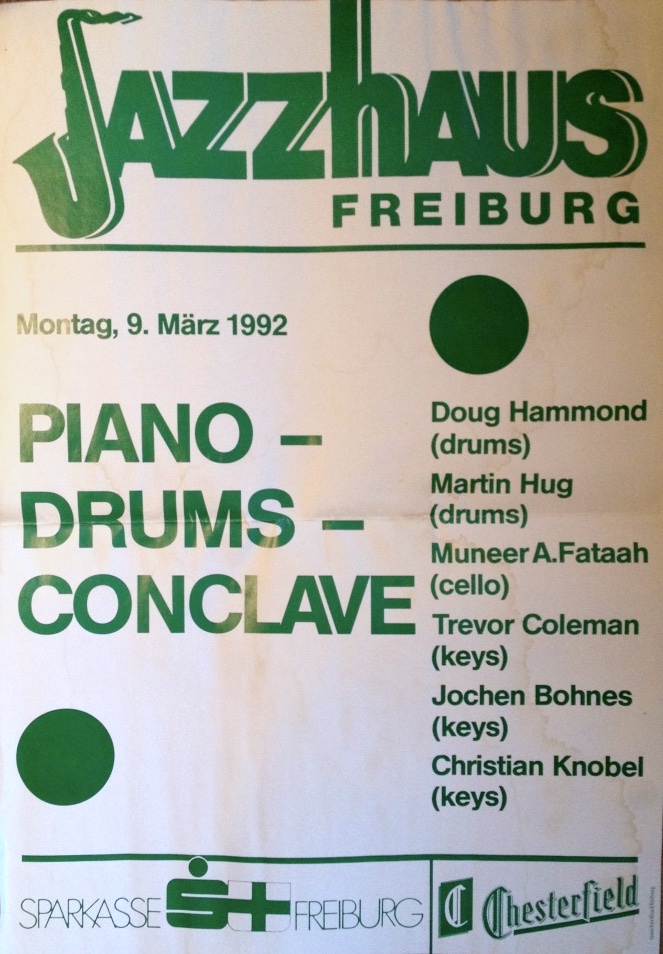 JAZZhAUS
FREIBURG
Montag, 9. März 1992
PIANO –
DRUMS –
CONCLAVE
Doug Hammond
(drums)
Martin Hug
(drums)
Muneer A. Fataah
(cello)
Trevor Coleman
(keys)
Jochen Bohnes
(keys)
Christian Knobel
(keys)
SPARKASSE FREIBURG
C Chesterfield